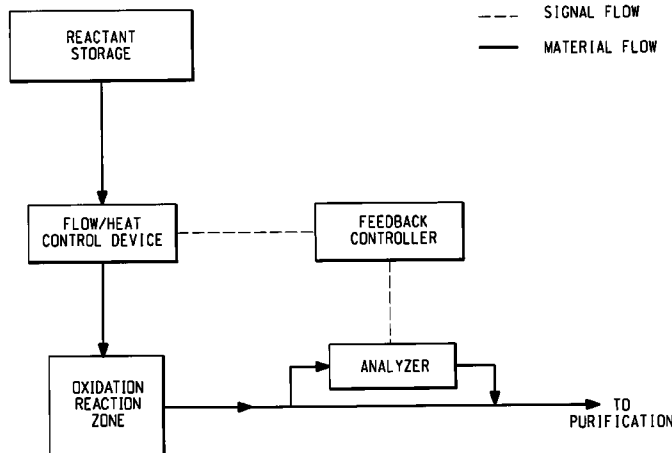 SIGNAL FLOW
MATERIAL FLOW
REACTANT
STORAGE
FLOW/HEAT
CONTROL DEVICE
FEEDBACK
CONTROLLER
ANALYZER
OXIDATION
REACTION
ZONE
TO
PURIFICATION